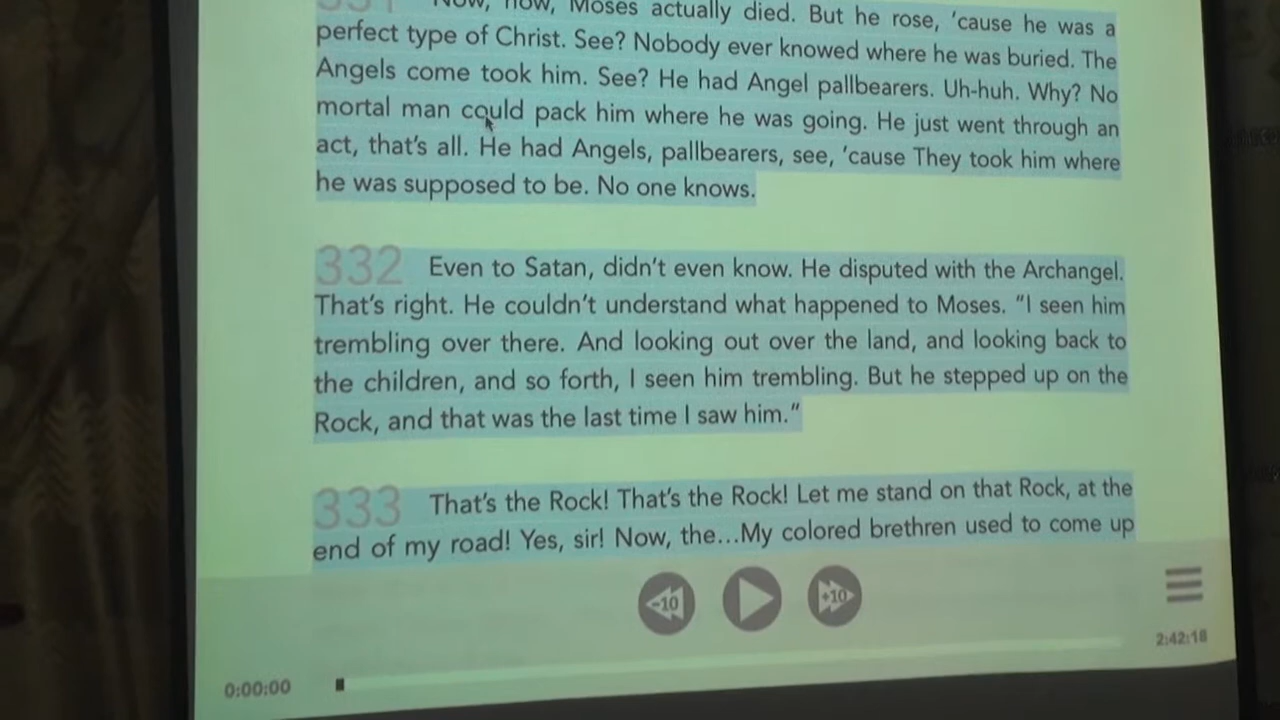 331 Now, now, Moses actually died. But he rose, ’cause he was a
perfect type of Christ. See? Nobody ever knowed where he was buried. The
Angels come took him. See? He had Angel pallbearers. Uh-huh. Why? No
mortal man could pack him where he was going. He just went through an
act, that’s all. He had Angels, pallbearers, see, ’cause They took him where
he was supposed to be. No one knows.
332 Even to Satan, didn’t even know. He disputed with the Archangel.
That’s right. He couldn’t understand what happened to Moses. “I seen him
trembling over there. And looking out over the land, and looking back to
the children, and so forth, I seen him trembling. But he stepped up on the
Rock, and that was the last time I saw him.”
333 That’s the Rock! That’s the Rock! Let me stand on that Rock, at the
end of my road! Yes, sir! Now, the…My colored brethren used to come up
-10 +10
2:42:18
0:00:00